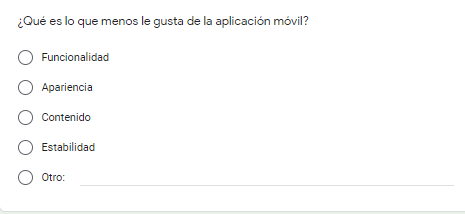 ¿Qué es lo que menos le gusta de la aplicación móvil?
Funcionalidad
Apariencia
Contenido
Estabilidad
Otro: